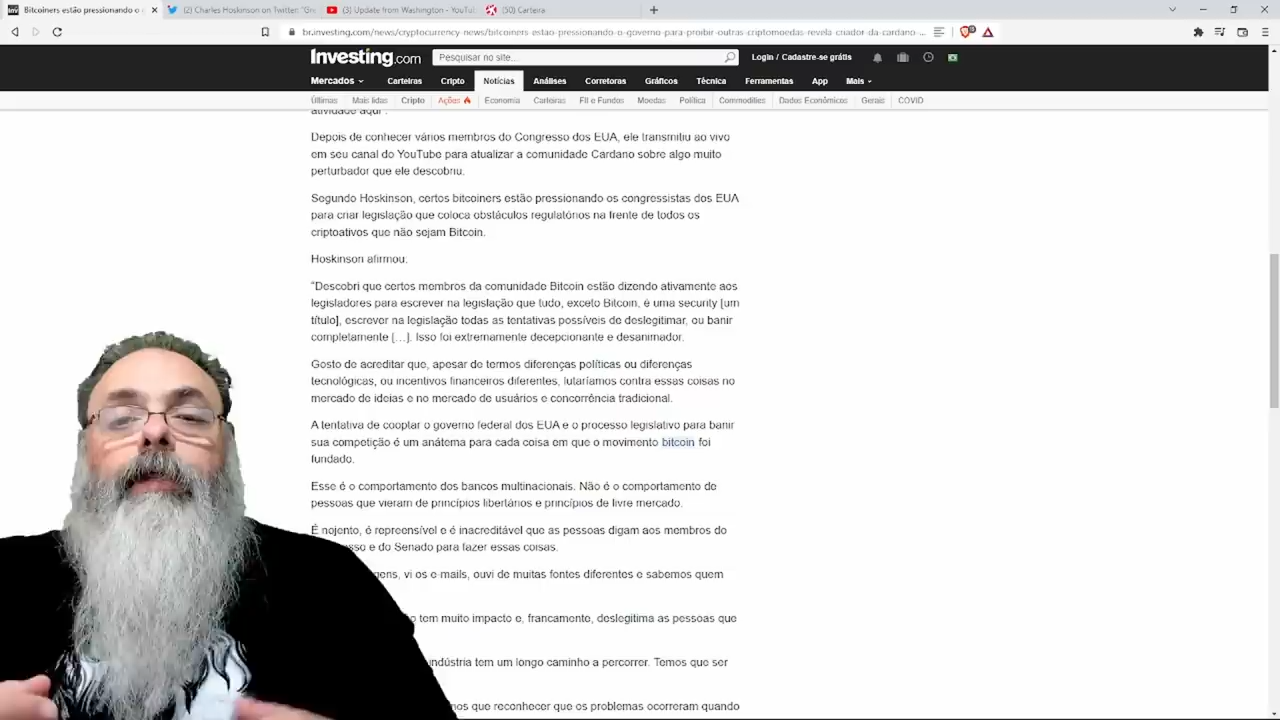 Bitcoiners estão pressionando o
(2) Charles Hoskinson on Twitter: "Gre
(3) Update from Washington - YouTu
(50) Carteira
br.investing.com/news/cryptocurrency-news/bitcoiners-estao-pressionando-o-governo-para-proibir-outras-criptomoedas-revela-criador-da-cardano-...
Investing.com
Pesquisar no site...
Login / Cadastre-se grátis
Mercados Carteiras Cripto Notícias Análises Corretoras Gráficos Técnica Ferramentas App Mais
Últimas Mais lidas Cripto Ações Economia Carteiras FII e Fundos Moedas Política Commodities Dados Econômicos Gerais COVID
atividade aqui".
Depois de conhecer vários membros do Congresso dos EUA, ele transmitiu ao vivo
em seu canal do YouTube para atualizar a comunidade Cardano sobre algo muito
perturbador que ele descobriu.
Segundo Hoskinson, certos bitcoiners estão pressionando os congressistas dos EUA
para criar legislação que coloca obstáculos regulatórios na frente de todos os
criptoativos que não sejam Bitcoin.
Hoskinson afirmou.
"Descobri que certos membros da comunidade Bitcoin estão dizendo ativamente aos
legisladores para escrever na legislação que tudo, exceto Bitcoin, é uma security [um
título], escrever na legislação todas as tentativas possíveis de deslegitimar, ou banir
completamente […]. Isso foi extremamente decepcionante e desanimador.
Gosto de acreditar que, apesar de termos diferenças políticas ou diferenças
tecnológicas, ou incentivos financeiros diferentes, lutaríamos contra essas coisas no
mercado de ideias e no mercado de usuários e concorrência tradicional.
A tentativa de cooptar o governo federal dos EUA e o processo legislativo para banir
sua competição é um anátema para cada coisa em que o movimento bitcoin foi
fundado.
Esse é o comportamento dos bancos multinacionais. Não é o comportamento de
pessoas que vieram de princípios libertários e princípios de livre mercado.
É nojento, é repreensível e é inacreditável que as pessoas digam aos membros do
sso e do Senado para fazer essas coisas.
gens, vi os e-mails, ouvi de muitas fontes diferentes e sabemos quem
o tem muito impacto e, francamente, deslegitima as pessoas que
indústria tem um longo caminho a percorrer. Temos que ser
mos que reconhecer que os problemas ocorreram quando